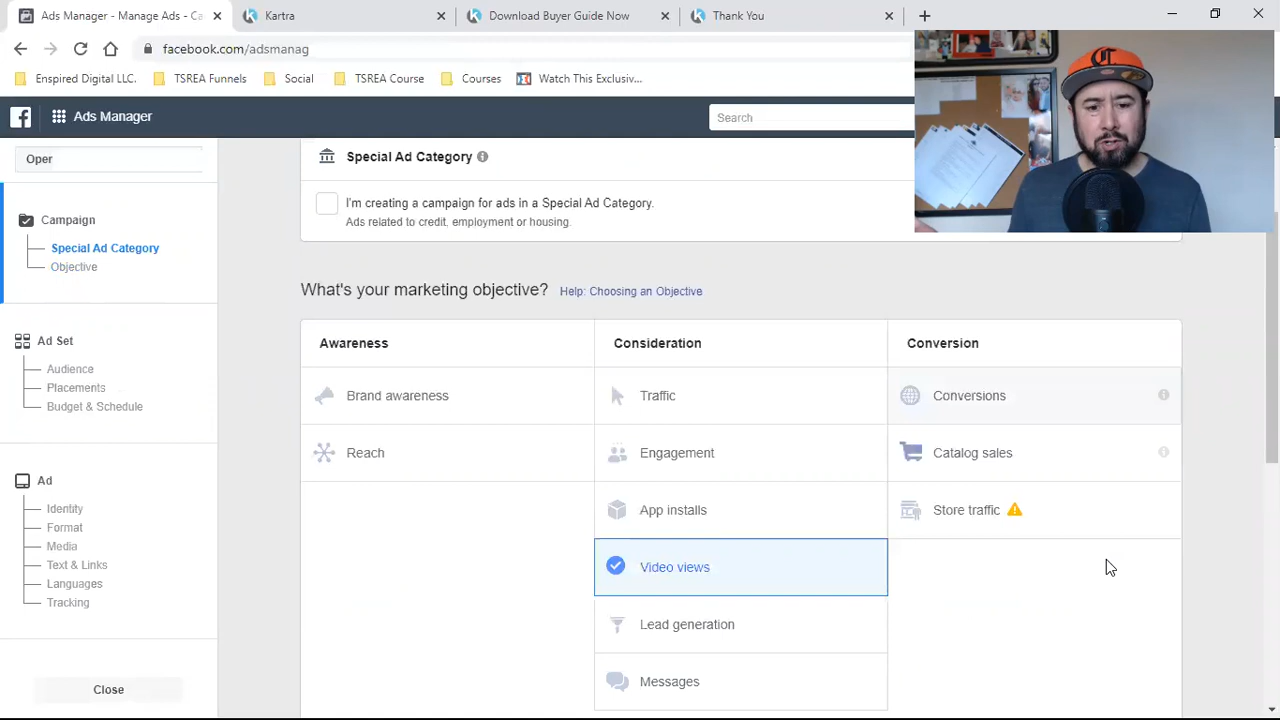 Ads Manager - Manage Ads - Ca
Kartra
Download Buyer Guide Now
Thank You
facebook.com/adsmanag
Enspired Digital LLC.
TSREA Funnels
Social
TSREA Course
Courses
Watch This Exclusiv...
Ads Manager
Search
Oper
Campaign
Special Ad Category
Objective
Ad Set
Audience
Placements
Budget & Schedule
Ad
Identity
Format
Media
Text & Links
Languages
Tracking
Close
Special Ad Category
I'm creating a campaign for ads in a Special Ad Category.
Ads related to credit, employment or housing.
What's your marketing objective? Help: Choosing an Objective
Awareness
Consideration
Conversion
Brand awareness
Traffic
Conversions
Reach
Engagement
Catalog sales
App installs
Store traffic
Video views
Lead generation
Messages